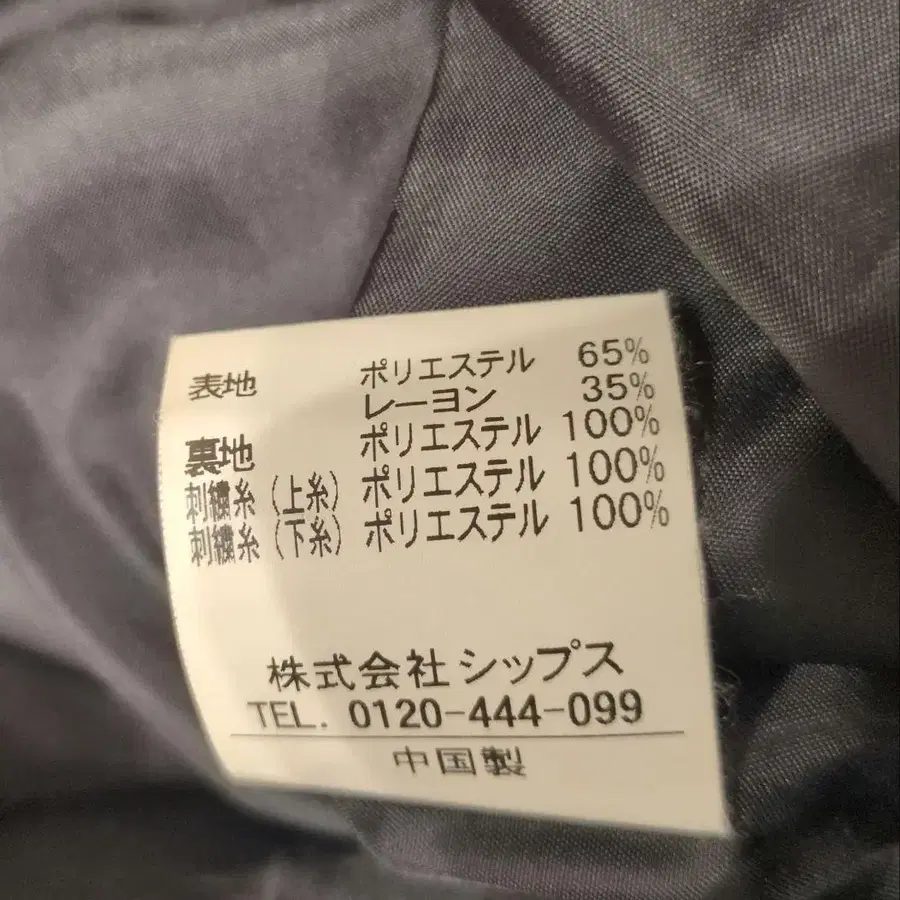 表地 ポリエステル 65%
レーヨン 35%
裏地 ポリエステル 100%
刺繍糸(上糸) ポリエステル 100%
刺繍糸(下糸) ポリエステル 100%
株式会社 シップス
TEL. 0120-444-099
中国製